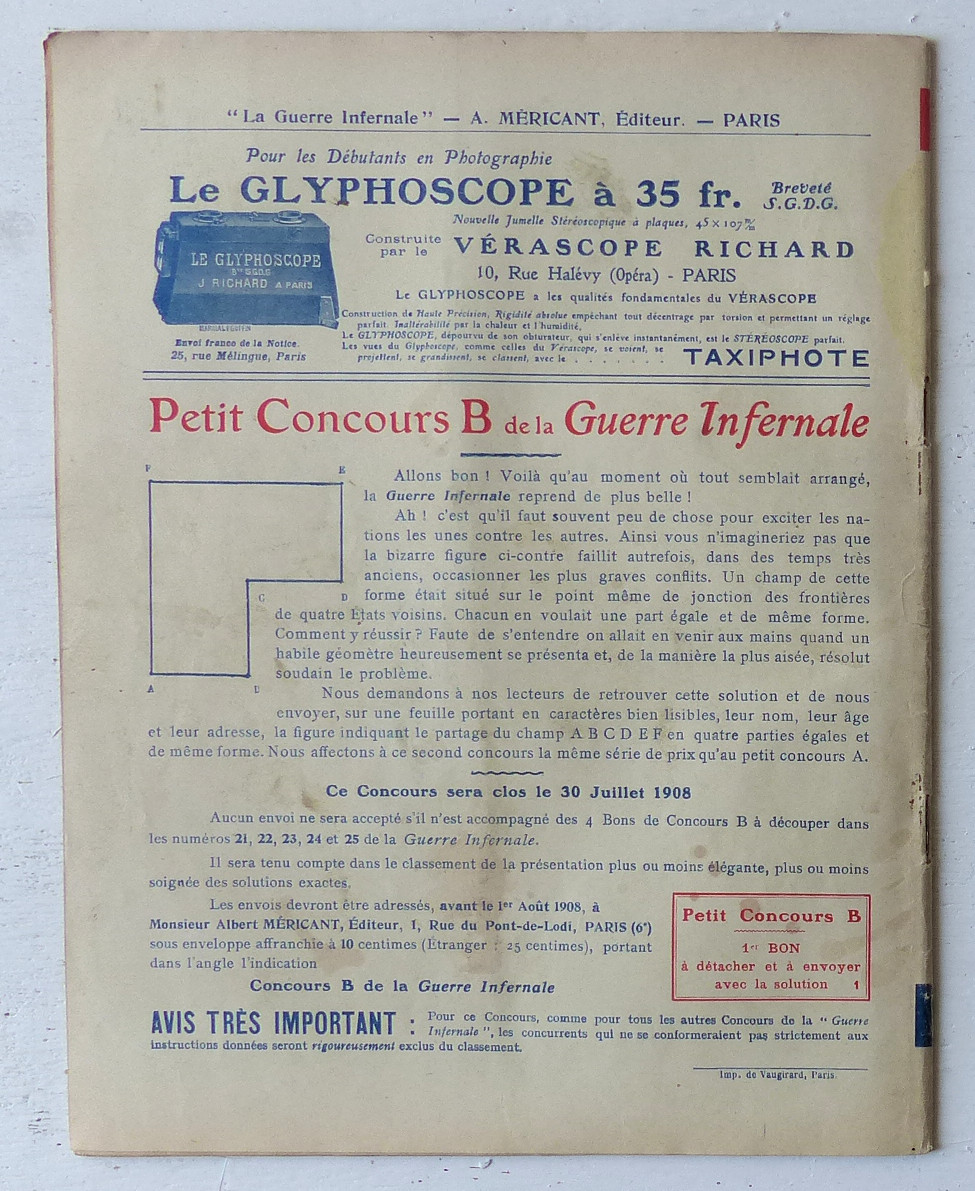 "La Guerre Infernale" — A. MÉRICANT, Éditeur. — PARIS
Pour les Débutants en Photographie
Le GLYPHOSCOPE à 35 fr. Breveté S.G.D.G.
Nouvelle Jumelle Stéréoscopique à plaques, 45 × 107 m/m
Construite par le VÉRASCOPE RICHARD
10, Rue Halévy (Opéra) - PARIS
Le GLYPHOSCOPE a les qualités fondamentales du VÉRASCOPE
LE GLYPHOSCOPE
Bté S.G.D.G
J. RICHARD A PARIS
Envoi franco de la Notice.
25, rue Mélingue, Paris
Construction de Haute Précision, Rigidité absolue empêchant tout décentrage par torsion et permettant un réglage
parfait. Inaltérabilité par la chaleur et l'humidité.
Le GLYPHOSCOPE, dépourvu de son obturateur, qui s'enlève instantanément, est le STÉRÉOSCOPE parfait.
Les vues du Glyphoscope, comme celles du Vérascope, se voient, se
projettent, se grandissent, se classent, avec le . . . . . . . . TAXIPHOTE
Petit Concours B de la Guerre Infernale
F E
C D
A B
Allons bon ! Voilà qu'au moment où tout semblait arrangé,
la Guerre Infernale reprend de plus belle !
Ah ! c'est qu'il faut souvent peu de chose pour exciter les na-
tions les unes contre les autres. Ainsi vous n'imagineriez pas que
la bizarre figure ci-contre faillit autrefois, dans des temps très
anciens, occasionner les plus graves conflits. Un champ de cette
forme était situé sur le point même de jonction des frontières
de quatre États voisins. Chacun en voulait une part égale et de même forme.
Comment y réussir ? Faute de s'entendre on allait en venir aux mains quand un
habile géomètre heureusement se présenta et, de la manière la plus aisée, résolut
soudain le problème.
Nous demandons à nos lecteurs de retrouver cette solution et de nous
envoyer, sur une feuille portant en caractères bien lisibles, leur nom, leur âge
et leur adresse, la figure indiquant le partage du champ A B C D E F en quatre parties égales et
de même forme. Nous affectons à ce second concours la même série de prix qu'au petit concours A.
Ce Concours sera clos le 30 Juillet 1908
Aucun envoi ne sera accepté s'il n'est accompagné des 4 Bons de Concours B à découper dans
les numéros 21, 22, 23, 24 et 25 de la Guerre Infernale.
Il sera tenu compte dans le classement de la présentation plus ou moins élégante, plus ou moins
soignée des solutions exactes.
Les envois devront être adressés, avant le 1er Août 1908, à
Monsieur Albert MÉRICANT, Éditeur, 1, Rue du Pont-de-Lodi, PARIS (6e)
sous enveloppe affranchie à 10 centimes (Étranger : 25 centimes), portant
dans l'angle l'indication
Concours B de la Guerre Infernale
Petit Concours B
1er BON
à détacher et à envoyer
avec la solution 1
AVIS TRÈS IMPORTANT : Pour ce Concours, comme pour tous les autres Concours de la "Guerre
Infernale", les concurrents qui ne se conformeraient pas strictement aux
instructions données seront rigoureusement exclus du classement.
Imp. de Vaugirard, Paris.